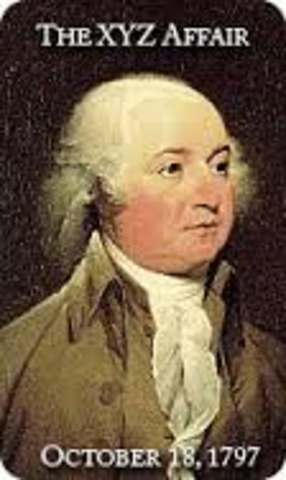 THE XYZ AFFAIR
OCTOBER 18, 1797